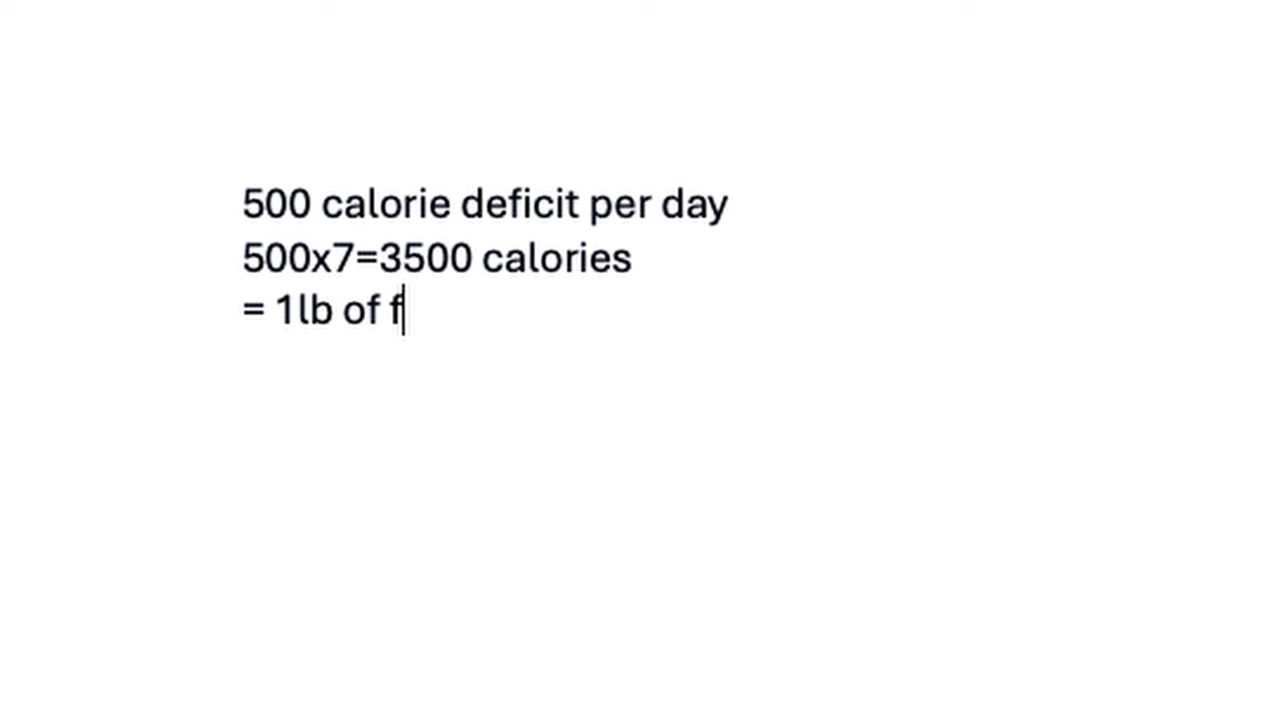 500 calorie deficit per day
500x7=3500 calories
= 1lb of f